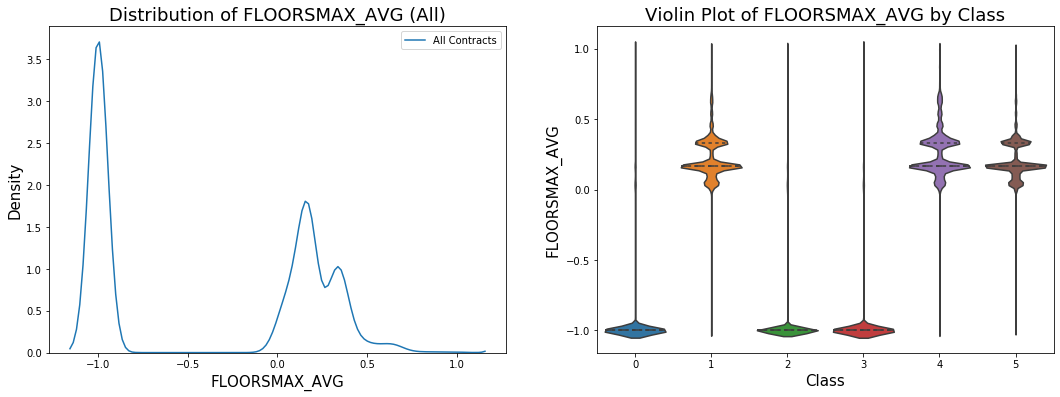 Distribution of FLOORSMAX_AVG (All)
All Contracts
3.5
3.0
2.5
2.0
1.5
1.0
0.5
0.0
Density
−1.0 −0.5 0.0 0.5 1.0
FLOORSMAX_AVG
Violin Plot of FLOORSMAX_AVG by Class
1.0
0.5
0.0
−0.5
−1.0
FLOORSMAX_AVG
0 1 2 3 4 5
Class